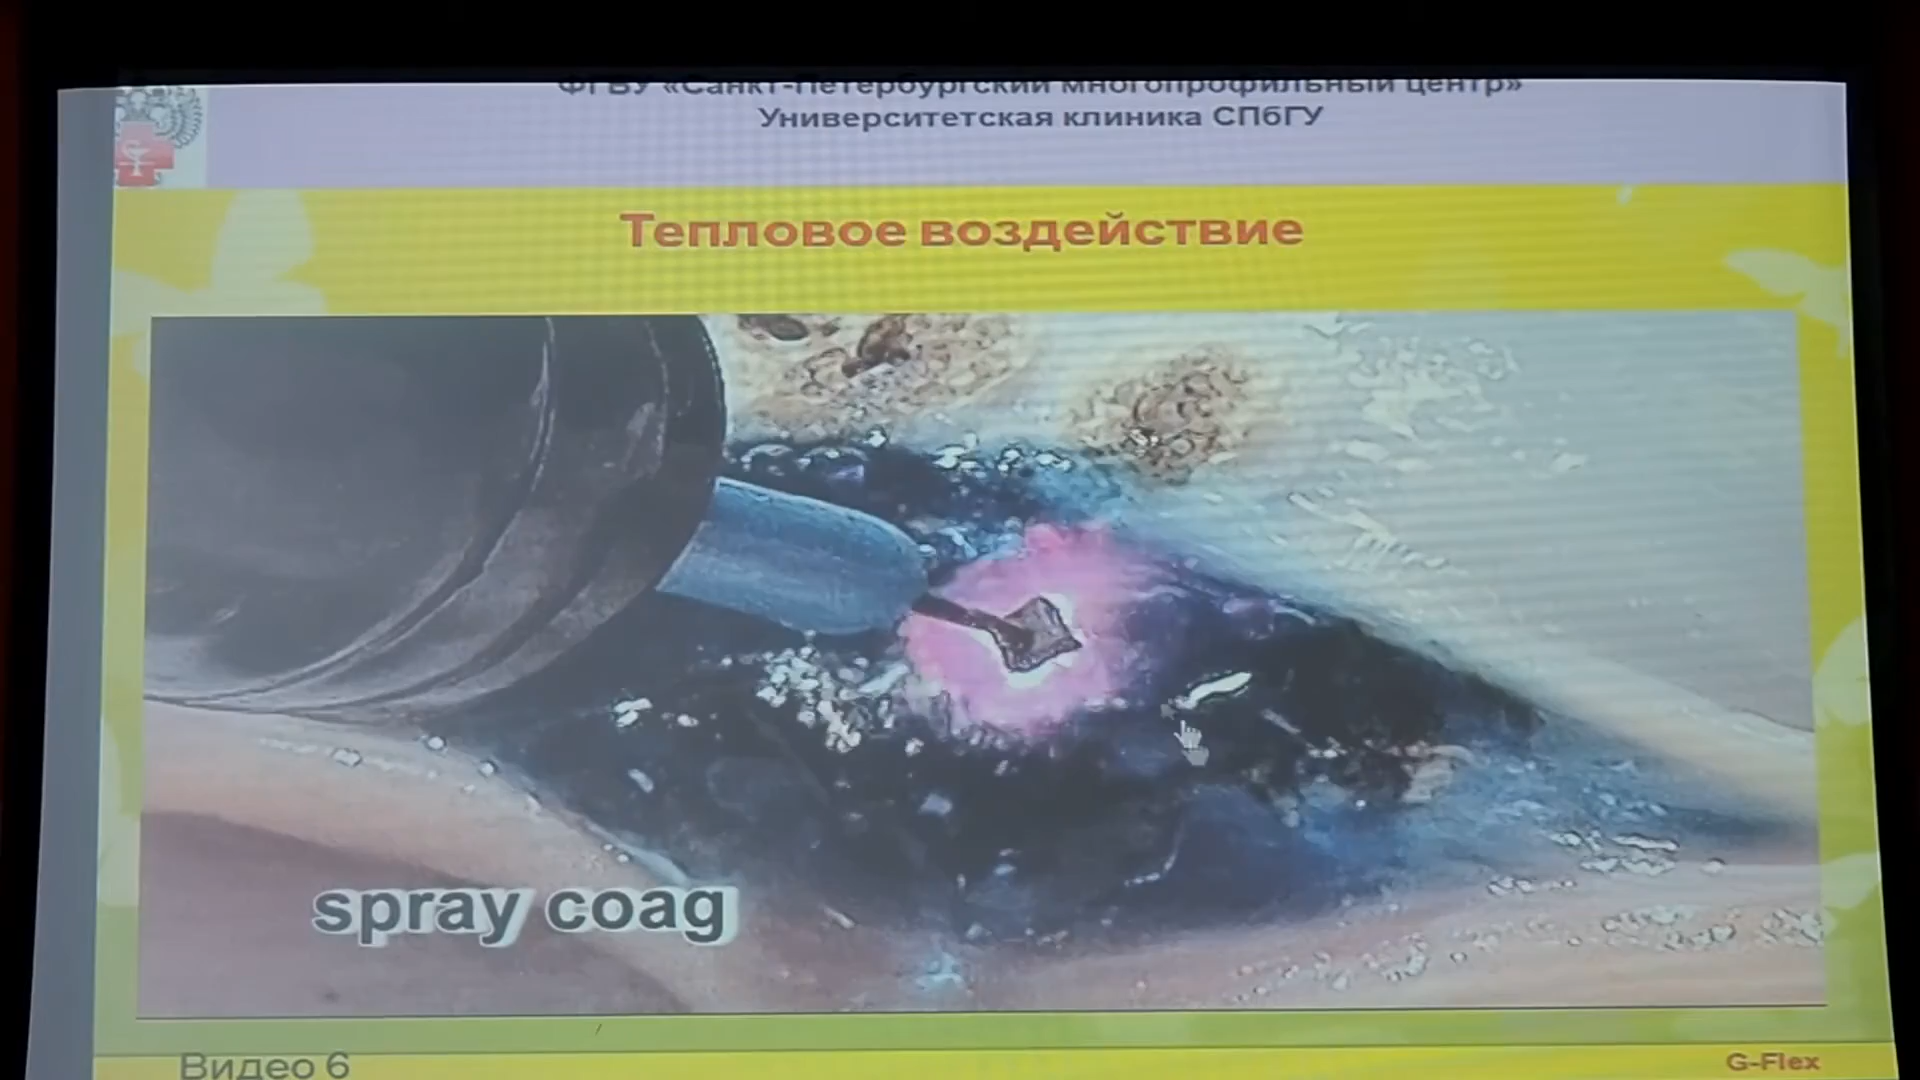 ФГБУ «Санкт-Петербургский многопрофильный центр»
Университетская клиника СПбГУ
Тепловое воздействие
spray coag
Видео 6
G-Flex